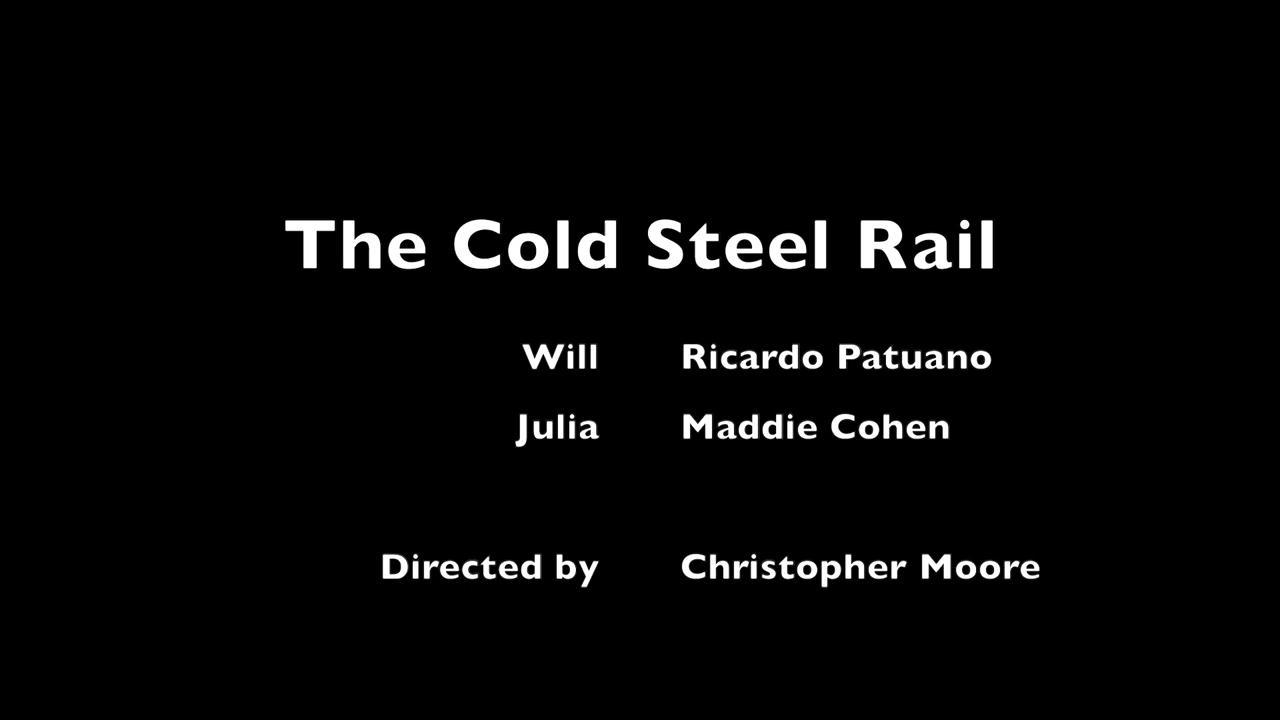 The Cold Steel Rail
Will Ricardo Patuano
Julia Maddie Cohen
Directed by Christopher Moore